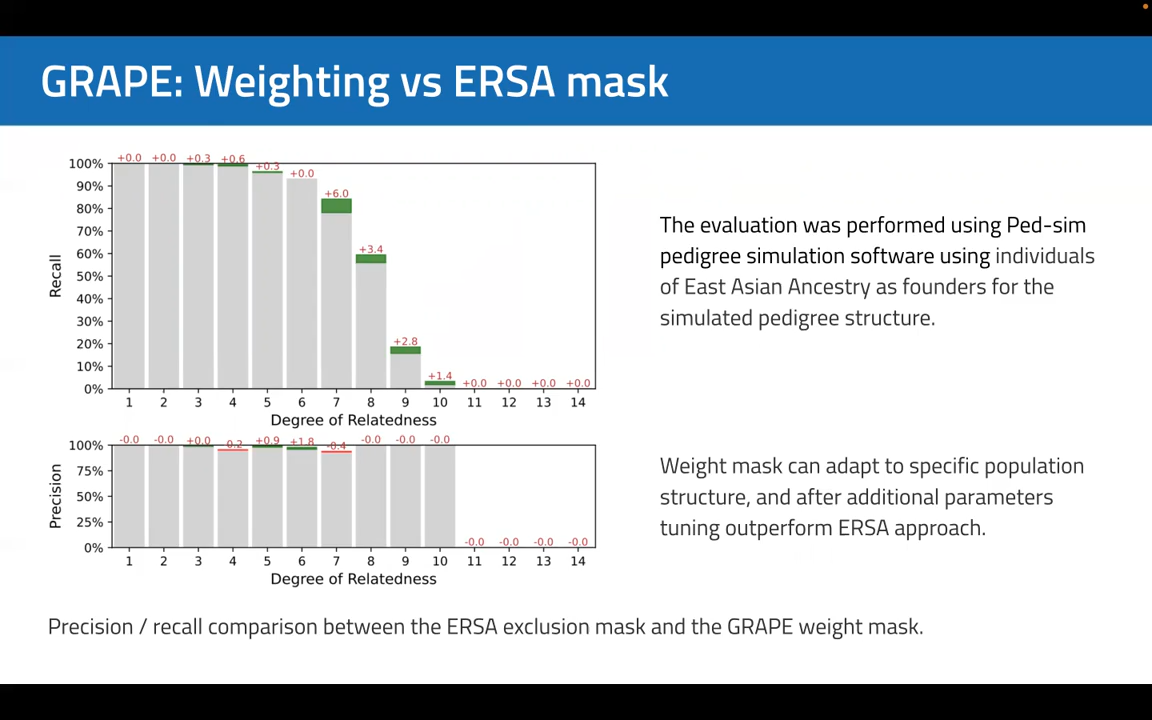 GRAPE: Weighting vs ERSA mask
+0.0 +0.0 +0.3 +0.6 +0.3 +0.0 +6.0 +3.4 +2.8 +1.4 +0.0 +0.0 +0.0 +0.0
100%
90%
80%
70%
60%
50%
40%
30%
20%
10%
0%
Recall
1 2 3 4 5 6 7 8 9 10 11 12 13 14
Degree of Relatedness
-0.0 -0.0 +0.0 -0.2 +0.9 +1.8 -0.4 -0.0 -0.0 -0.0 -0.0 -0.0 -0.0 -0.0
100%
75%
50%
25%
0%
Precision
1 2 3 4 5 6 7 8 9 10 11 12 13 14
Degree of Relatedness
The evaluation was performed using Ped-sim
pedigree simulation software using individuals
of East Asian Ancestry as founders for the
simulated pedigree structure.
Weight mask can adapt to specific population
structure, and after additional parameters
tuning outperform ERSA approach.
Precision / recall comparison between the ERSA exclusion mask and the GRAPE weight mask.